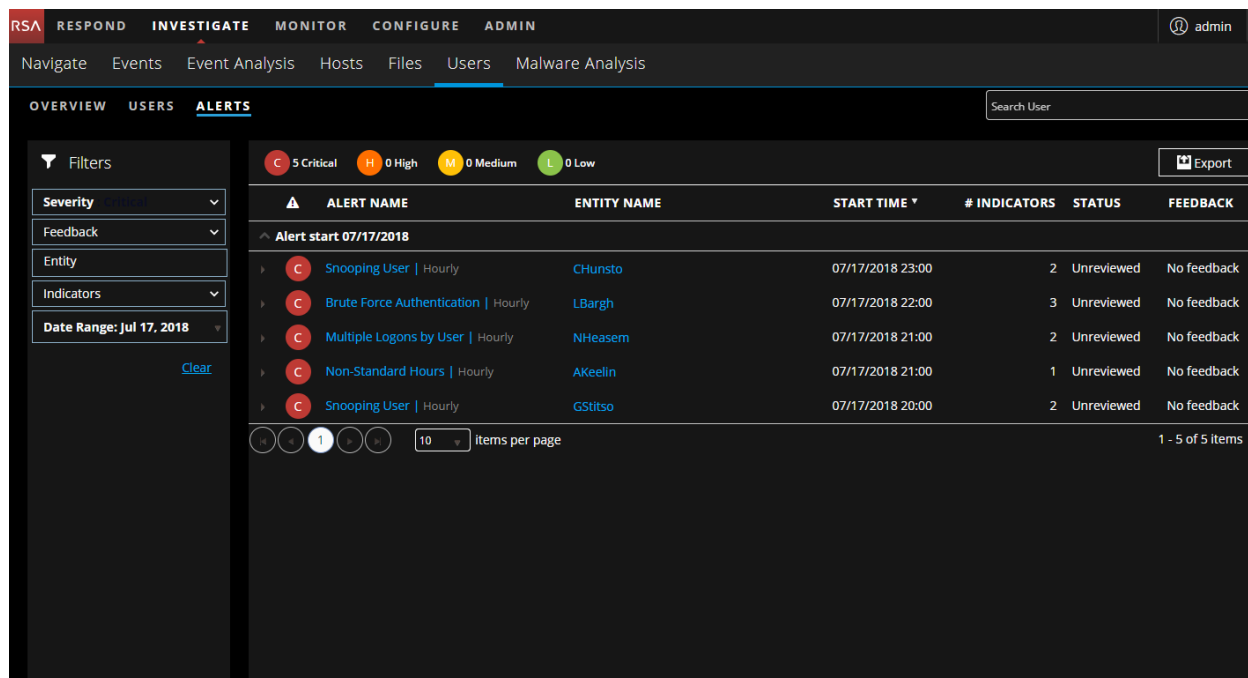 RSA RESPOND INVESTIGATE MONITOR CONFIGURE ADMIN admin
Navigate Events Event Analysis Hosts Files Users Malware Analysis
OVERVIEW USERS ALERTS Search User
Filters
Severity Critical
Feedback
Entity
Indicators
Date Range: Jul 17, 2018
Clear
C 5 Critical H 0 High M 0 Medium L 0 Low Export
ALERT NAME ENTITY NAME START TIME # INDICATORS STATUS FEEDBACK
Alert start 07/17/2018
C Snooping User | Hourly CHunsto 07/17/2018 23:00 2 Unreviewed No feedback
C Brute Force Authentication | Hourly LBargh 07/17/2018 22:00 3 Unreviewed No feedback
C Multiple Logons by User | Hourly NHeasem 07/17/2018 21:00 2 Unreviewed No feedback
C Non-Standard Hours | Hourly AKeelin 07/17/2018 21:00 1 Unreviewed No feedback
C Snooping User | Hourly GStitso 07/17/2018 20:00 2 Unreviewed No feedback
1 10 items per page 1 - 5 of 5 items